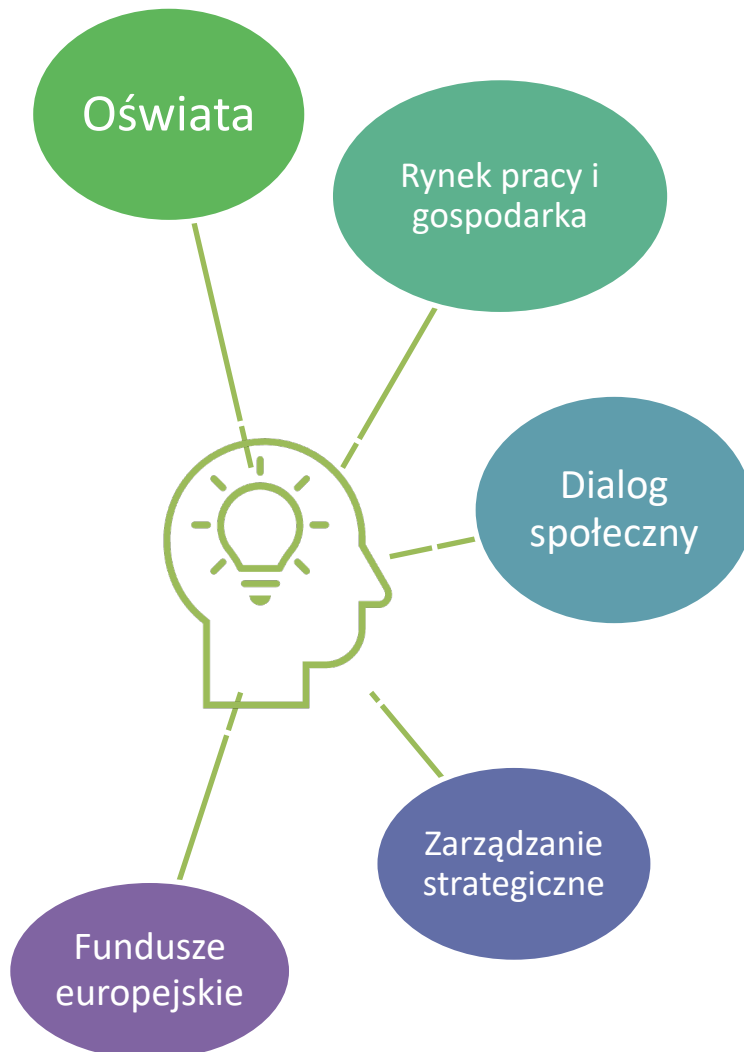 Oświata
Rynek pracy i
gospodarka
Dialog
społeczny
Zarządzanie
strategiczne
Fundusze
europejskie